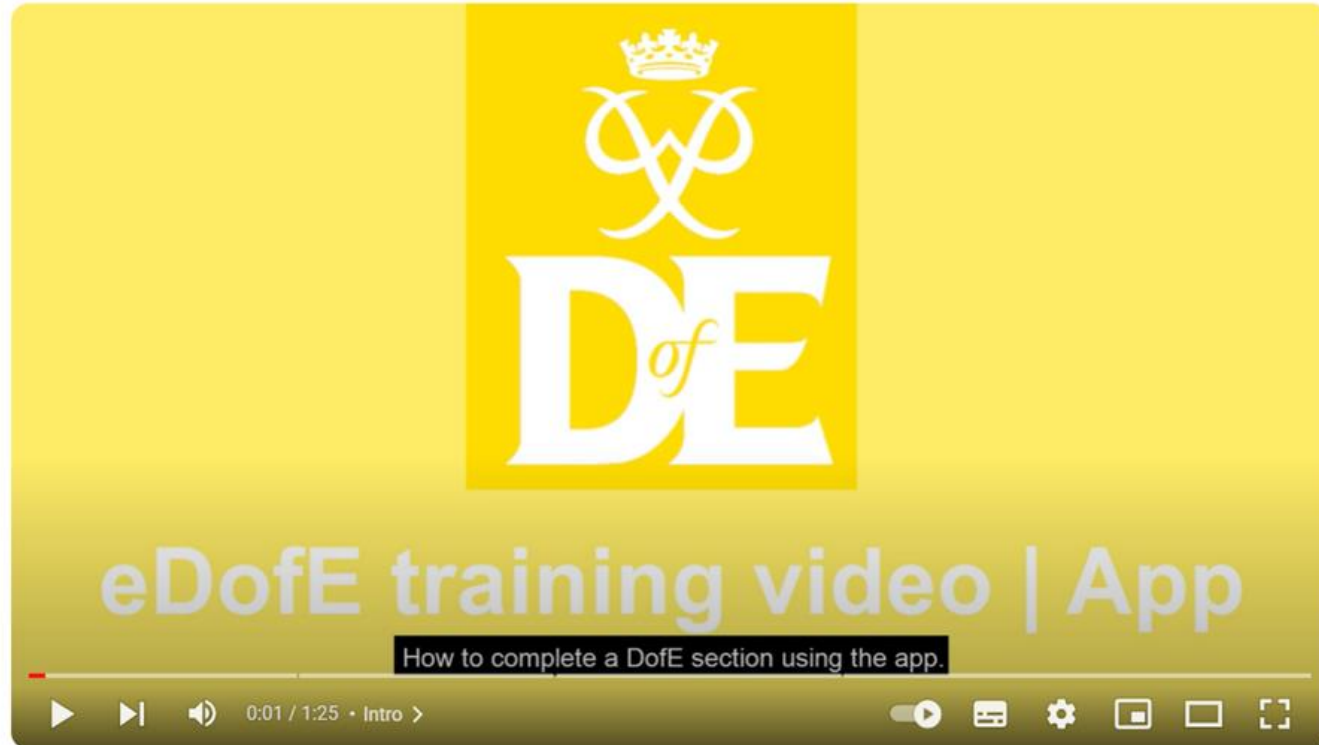 DofE
eDofE training video | App
How to complete a DofE section using the app.
0:01 / 1:25 • Intro >